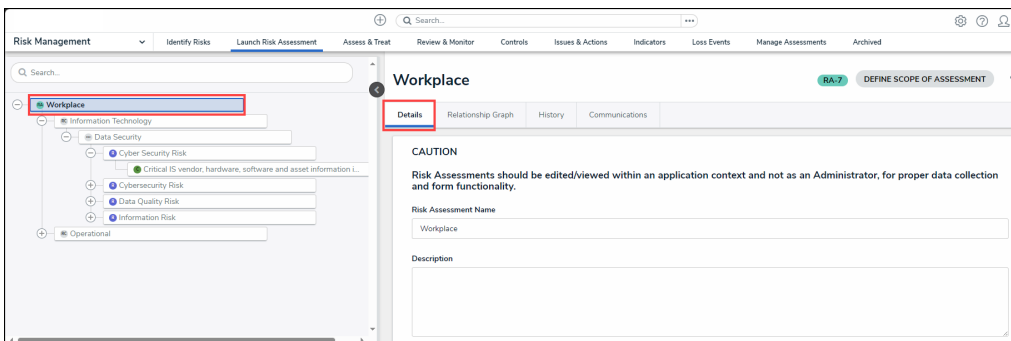 Search...
Risk Management Identify Risks Launch Risk Assessment Assess & Treat Review & Monitor Controls Issues & Actions Indicators Loss Events Manage Assessments Archived
Search...
Workplace
Information Technology
Data Security
Cyber Security Risk
Critical IS vendor, hardware, software and asset information i...
Cybersecurity Risk
Data Quality Risk
Information Risk
Operational
Workplace RA-7 DEFINE SCOPE OF ASSESSMENT
Details Relationship Graph History Communications
CAUTION
Risk Assessments should be edited/viewed within an application context and not as an Administrator, for proper data collection
and form functionality.
Risk Assessment Name
Workplace
Description